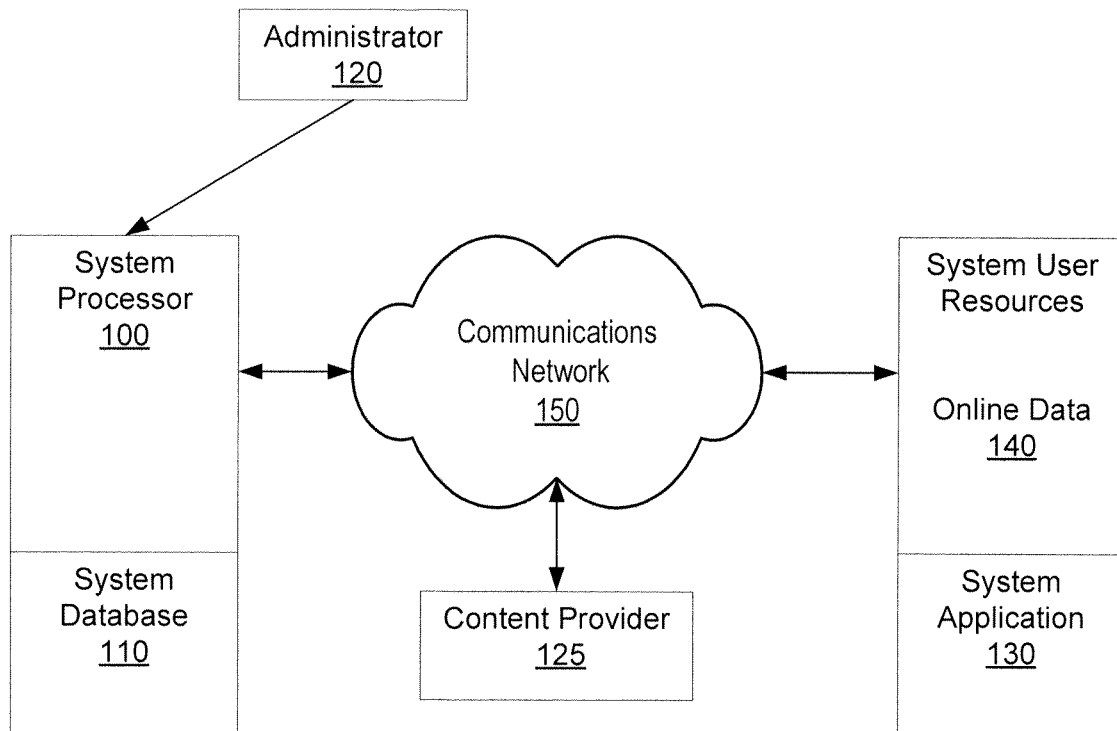 Administrator
120
System
Processor
100
Communications
Network
150
System User
Resources
Online Data
140
System
Database
110
Content Provider
125
System
Application
130